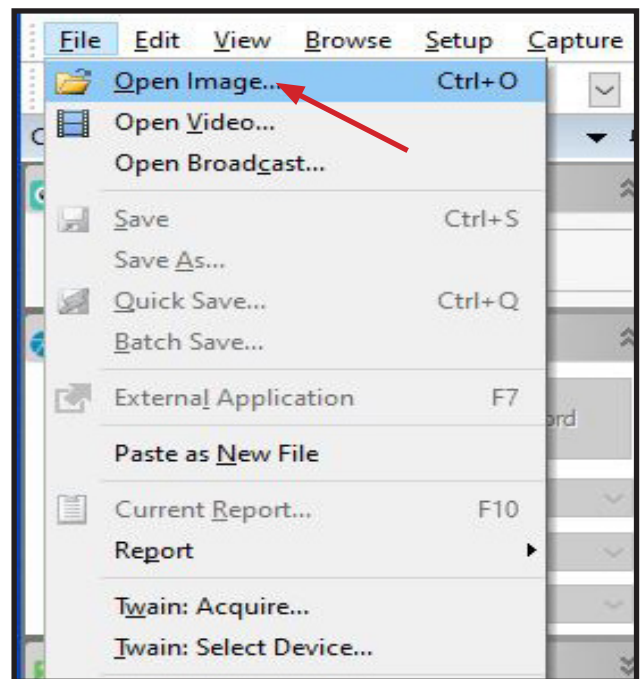 File Edit View Browse Setup Capture
Open Image... Ctrl+O
Open Video...
Open Broadcast...
Save Ctrl+S
Save As...
Quick Save... Ctrl+Q
Batch Save...
External Application F7
Paste as New File
Current Report... F10
Report
Twain: Acquire...
Twain: Select Device...